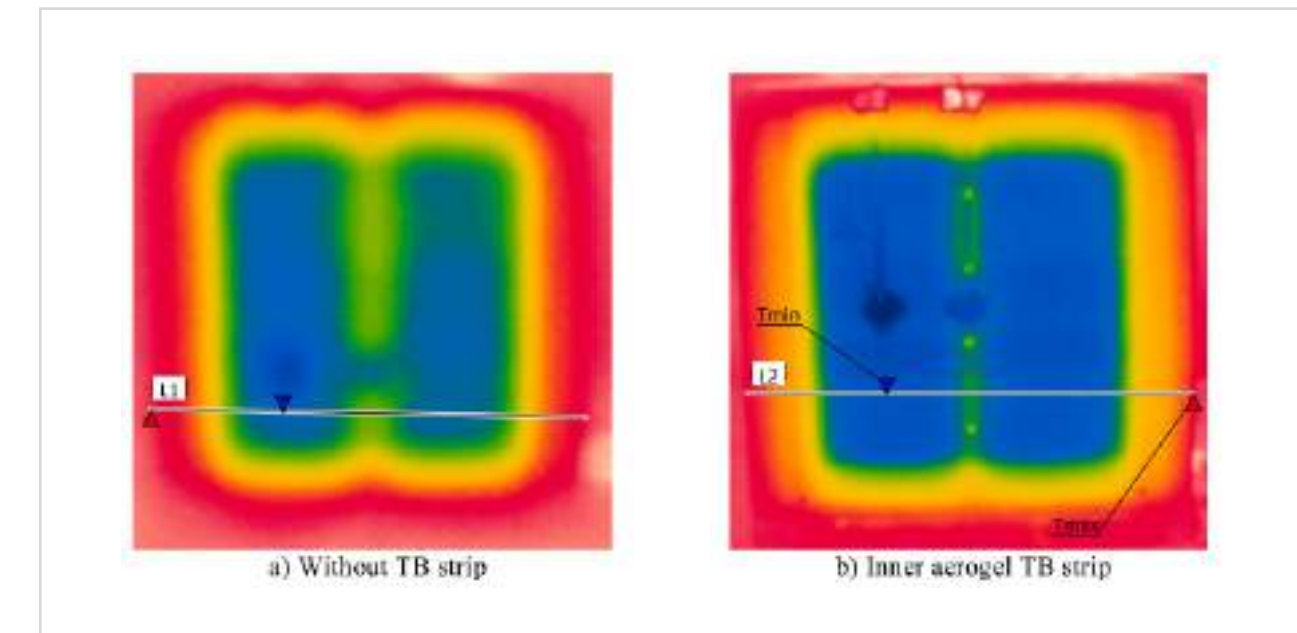 L1
Tmin
L2
Tmax
a) Without TB strip
b) Inner aerogel TB strip